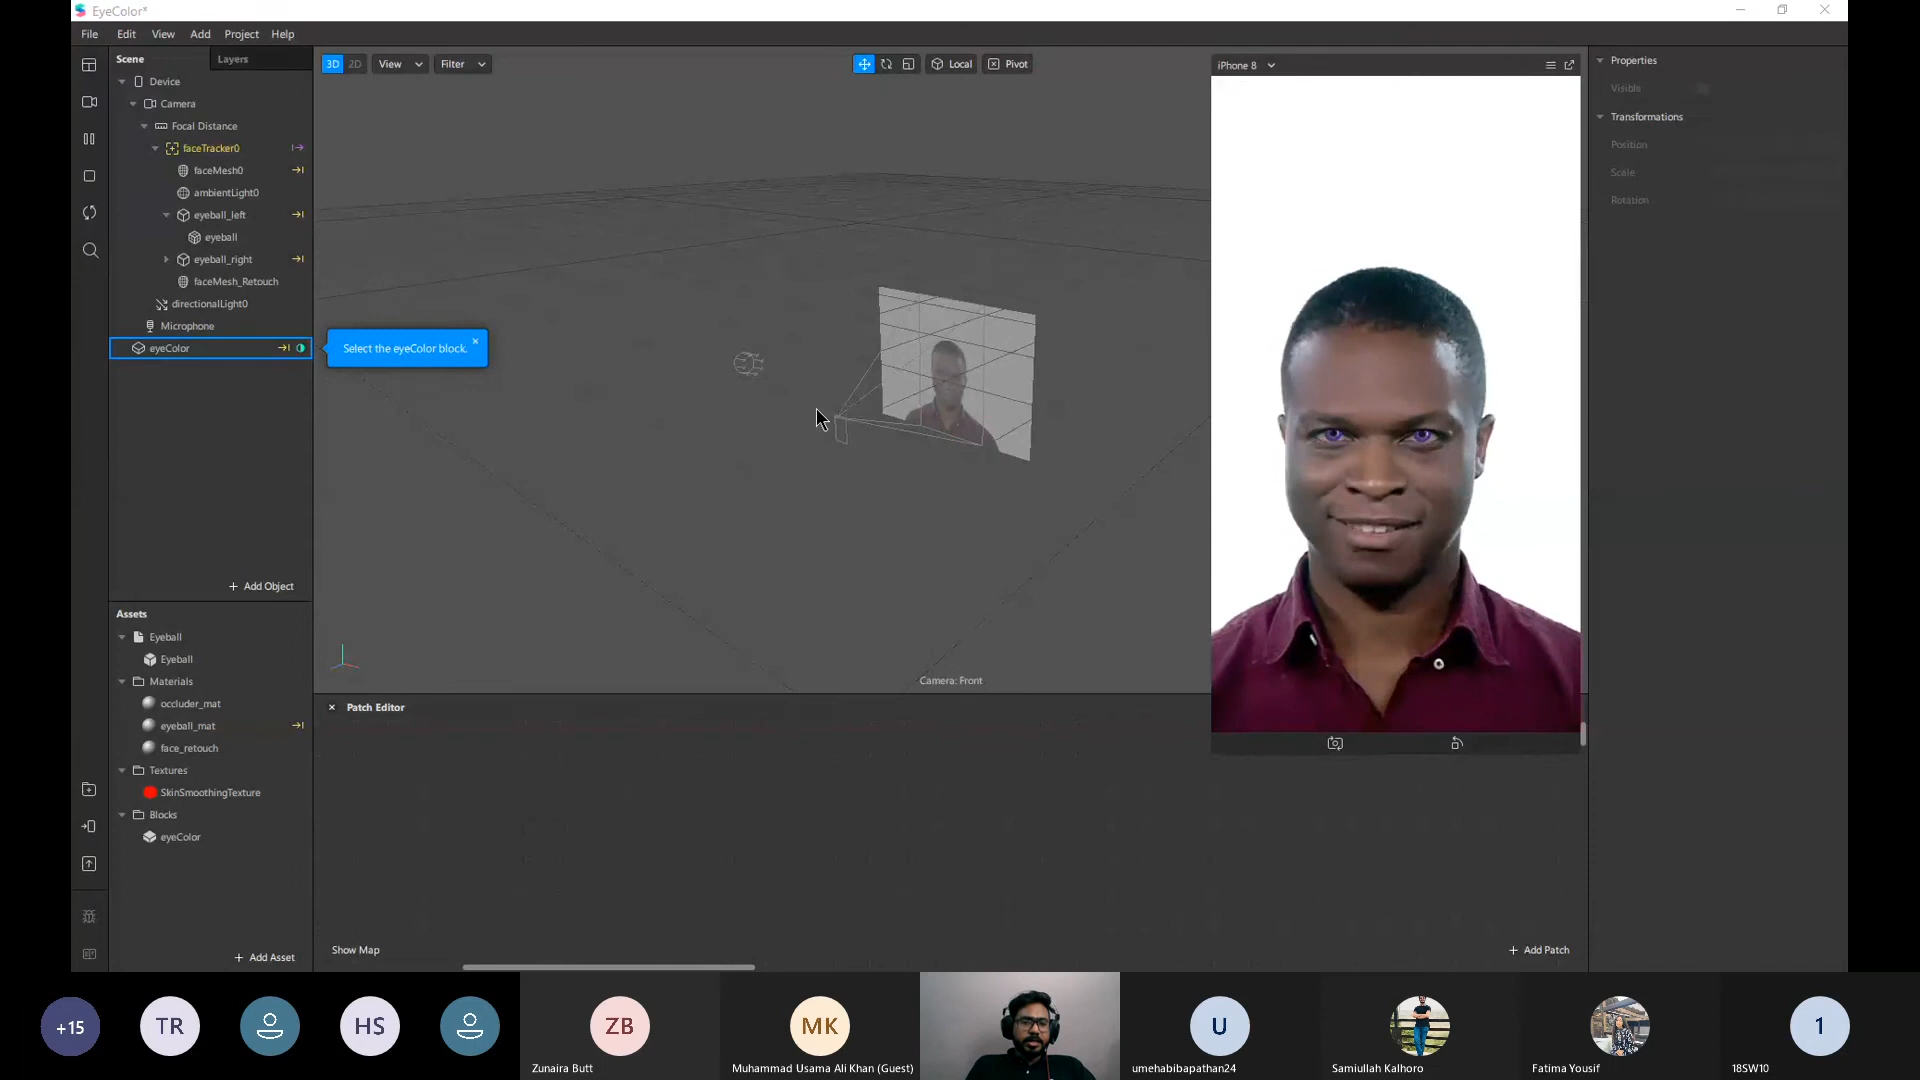 EyeColor*
File Edit View Add Project Help
Scene Layers
Device
Camera
Focal Distance
faceTracker0
faceMesh0
ambientLight0
eyeball_left
eyeball
eyeball_right
faceMesh_Retouch
directionalLight0
Microphone
eyeColor
Select the eyeColor block.
+ Add Object
3D 2D View Filter Local Pivot
Camera: Front
iPhone 8
Properties
Visible
Transformations
Position
Scale
Rotation
Assets
Eyeball
Eyeball
Materials
occluder_mat
eyeball_mat
face_retouch
Textures
SkinSmoothingTexture
Blocks
eyeColor
+ Add Asset
Patch Editor
Show Map
+ Add Patch
+15 TR HS ZB MK U 1
Zunaira Butt Muhammad Usama Ali Khan (Guest) umehabibapathan24 Samiullah Kalhoro Fatima Yousif 18SW10